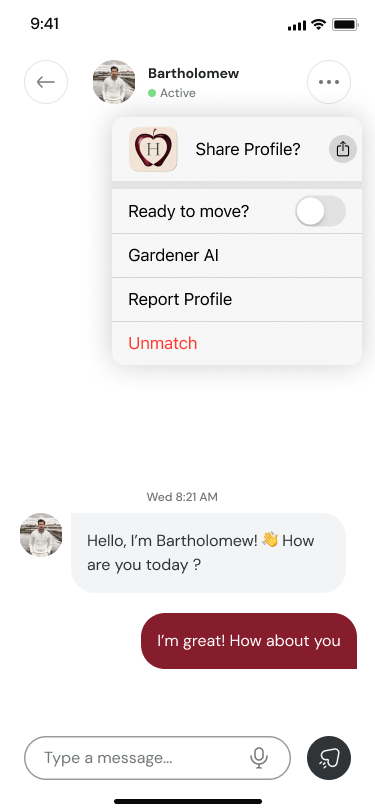 9:41
Bartholomew
Active
H
Share Profile?
Ready to move?
Gardener AI
Report Profile
Unmatch
Wed 8:21 AM
Hello, I'm Bartholomew! 👋 How
are you today ?
I'm great! How about you
Type a message...